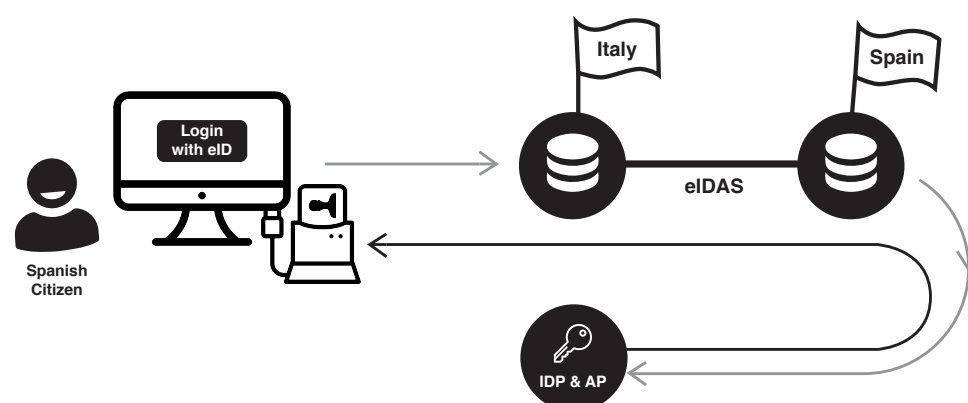 Italy
Spain
Login
with eID
eIDAS
Spanish
Citizen
IDP & AP